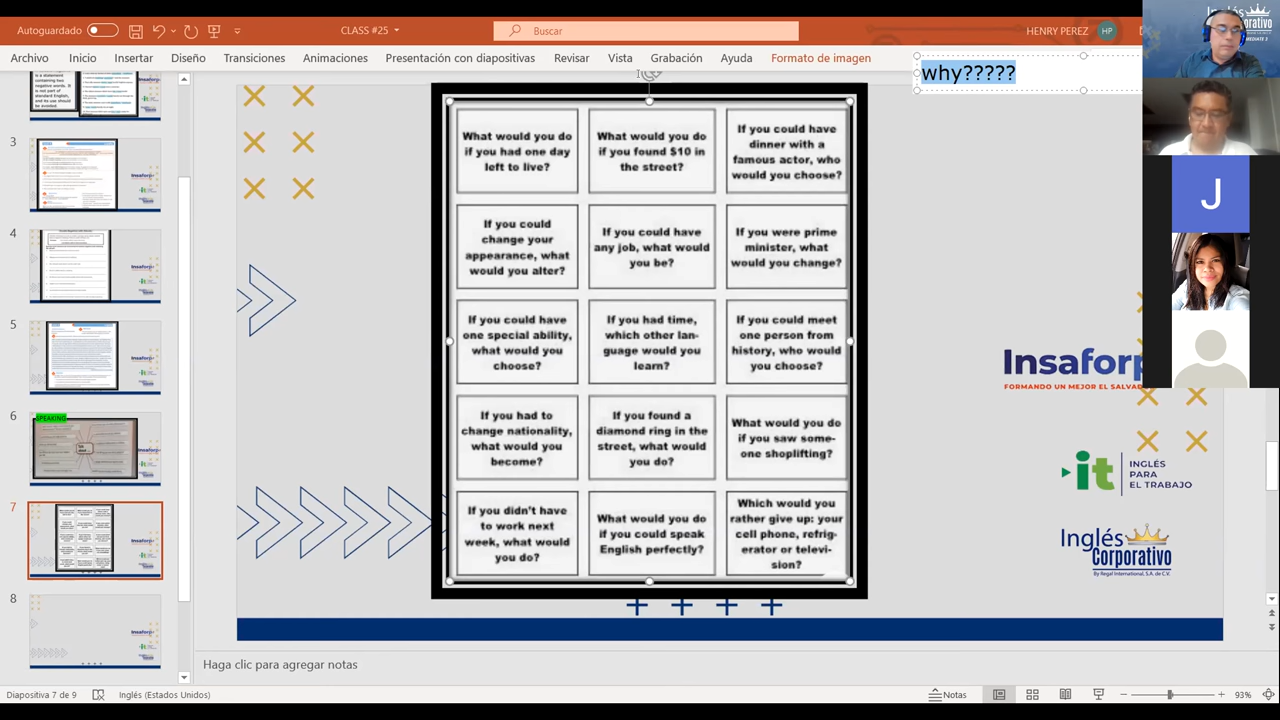 Autoguardado
CLASS #25
Buscar
HENRY PEREZ
HP
Archivo
Inicio
Insertar
Diseño
Transiciones
Animaciones
Presentación con diapositivas
Revisar
Vista
Grabación
Ayuda
Formato de imagen
why?????
Inglés
Corporativo
What would you do
if you had one day
left to live?
What would you do
if you found $10 in
the street?
If you could have
dinner with a
famous actor, who
would you choose?
If you could
change your
appearance, what
would you alter?
If you could have
any job, what would
you be?
If you were prime
minister, what
would you change?
If you could have
one special ability,
what would you
choose?
If you had time,
which other lan-
guage would you
learn?
If you could meet
one person from
history, who would
you choose?
If you had to
change nationality,
what would you
become?
If you found a
diamond ring in the
street, what would
you do?
What would you do
if you saw some-
one shoplifting?
If you didn't have
to work next
week, what would
you do?
What would you do
if you could speak
English perfectly?
Which would you
rather give up: your
cell phone, refrig-
erator or televi-
sion?
3
4
5
6
SPEAKING
7
8
J
Insaforp
FORMANDO UN MEJOR EL SALVADOR
it
INGLÉS
PARA EL
TRABAJO
Inglés
Corporativo
By Regal International, S.A. de C.V.
Haga clic para agregar notas
Diapositiva 7 de 9
Inglés (Estados Unidos)
Notas
93%